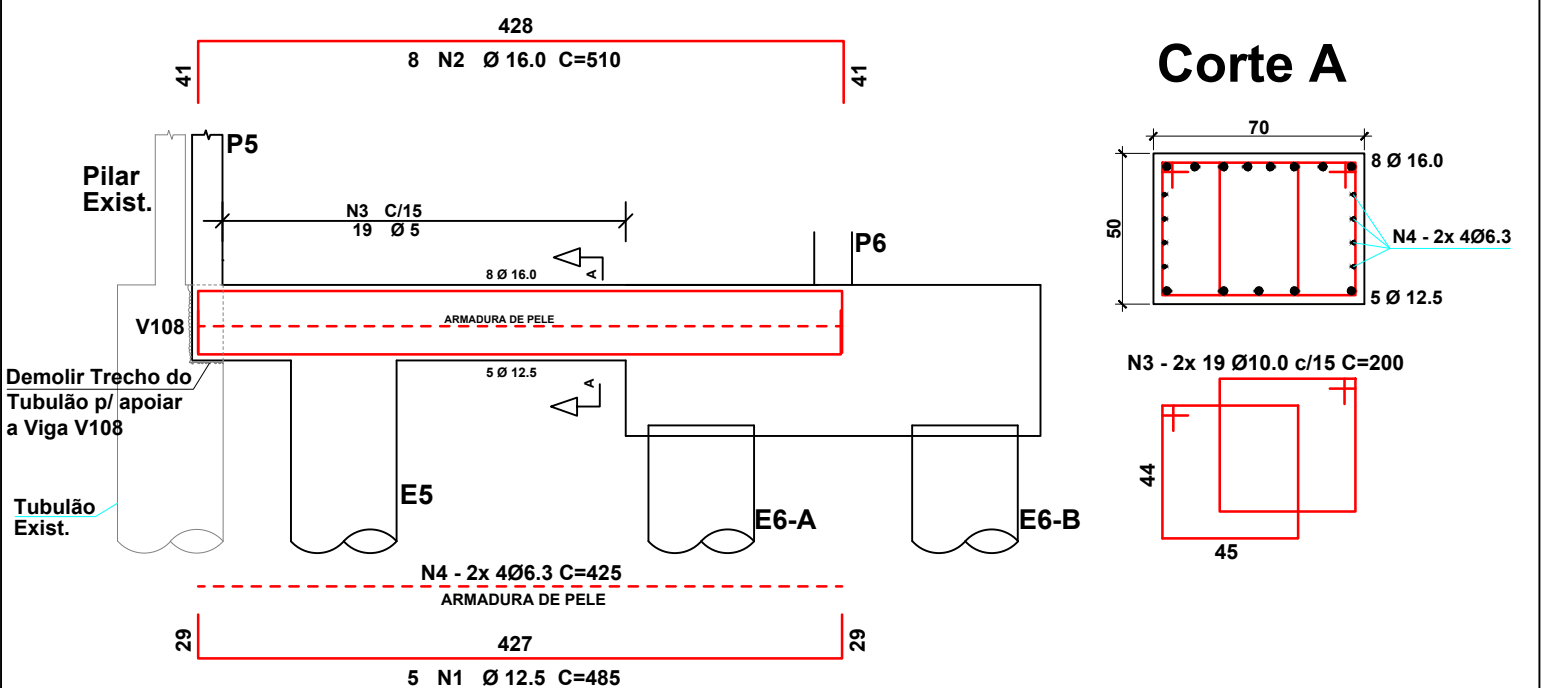 428
8 N2 Ø 16.0 C=510
41
41
Corte A
70
8 Ø 16.0
50
N4 - 2x 4Ø6.3
5 Ø 12.5
P5
Pilar
Exist.
N3 C/15
19 Ø 5
P6
8 Ø 16.0
A
V108
ARMADURA DE PELE
5 Ø 12.5
A
Demolir Trecho do
Tubulão p/ apoiar
a Viga V108
N3 - 2x 19 Ø10.0 c/15 C=200
44
45
Tubulão
Exist.
E5
E6-A
E6-B
N4 - 2x 4Ø6.3 C=425
ARMADURA DE PELE
29
427
29
5 N1 Ø 12.5 C=485